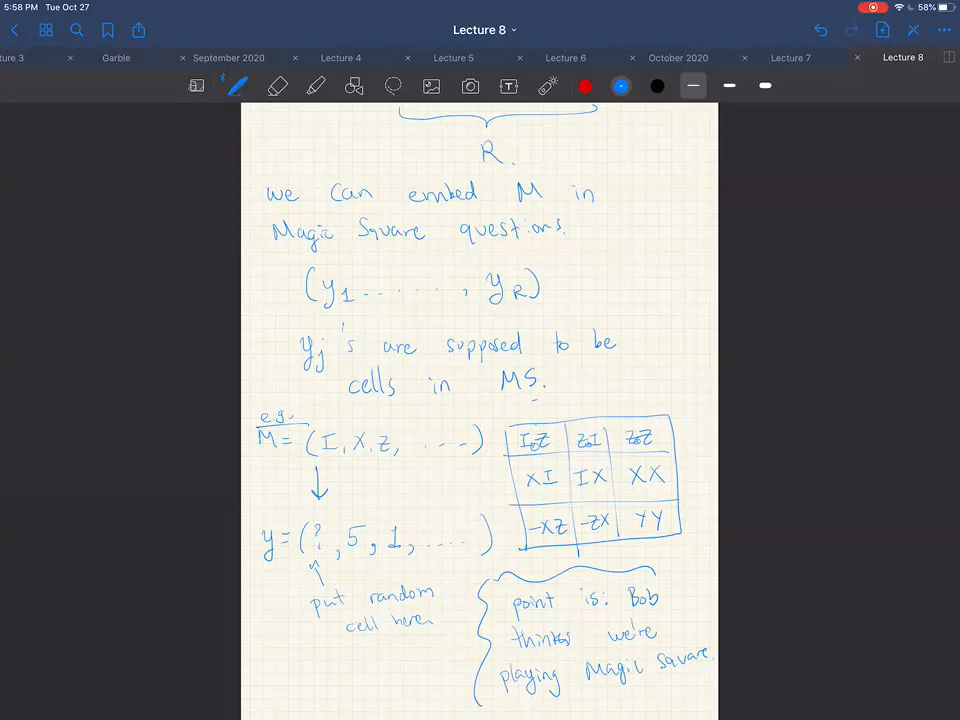 5:58 PM Tue Oct 27
58%
Lecture 8
ture 3
Garble
September 2020
Lecture 4
Lecture 5
Lecture 6
October 2020
Lecture 7
Lecture 8
R.
we can embed M in
Magic Square questions.
(y1 ......, yR)
yj's are supposed to be
cells in MS.
e.g.
M = (I, X, Z, ....)
I⊗Z Z⊗I Z⊗Z
XI IX XX
-XZ -ZX YY
y = (?, 5, 1, .....)
put random
cell here.
point is: Bob
thinks we're
playing Magic Square.